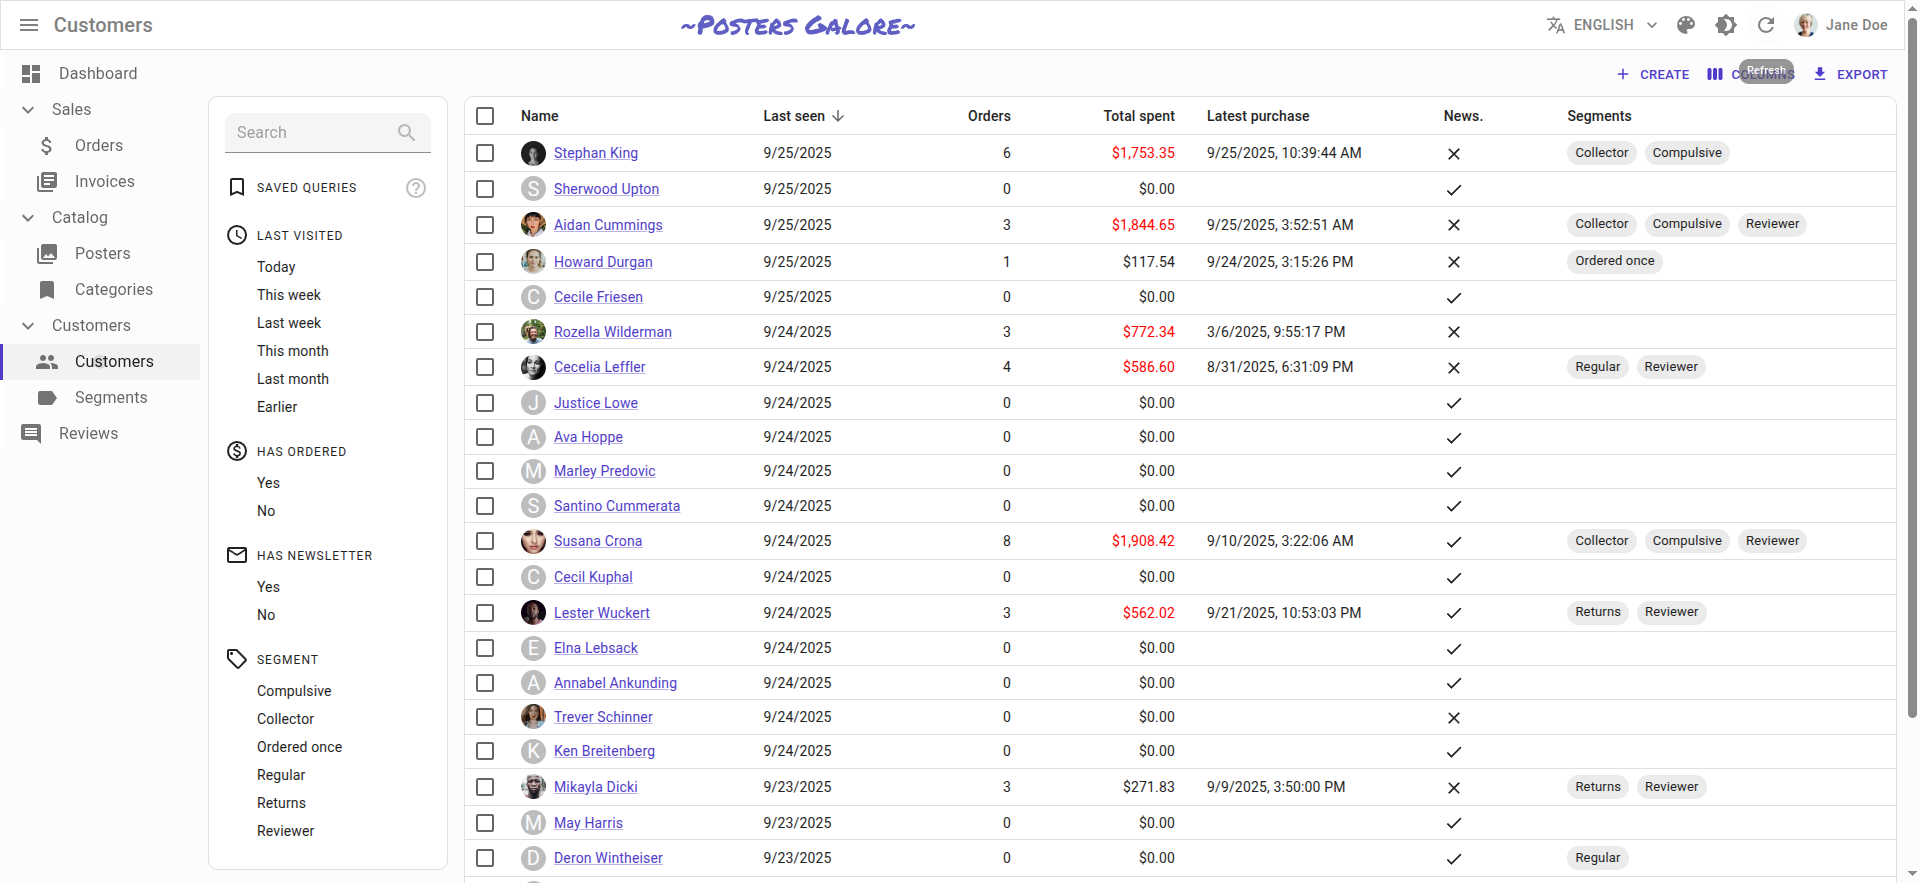 Customers
~Posters Galore~
ENGLISH
Jane Doe
Dashboard
Sales
Orders
Invoices
Catalog
Posters
Categories
Customers
Customers
Segments
Reviews
CREATE
COLUMNS
Refresh
EXPORT
Search
SAVED QUERIES
?
LAST VISITED
Today
This week
Last week
This month
Last month
Earlier
HAS ORDERED
Yes
No
HAS NEWSLETTER
Yes
No
SEGMENT
Compulsive
Collector
Ordered once
Regular
Returns
Reviewer
Name Last seen Orders Total spent Latest purchase News. Segments
Stephan King 9/25/2025 6 $1,753.35 9/25/2025, 10:39:44 AM Collector Compulsive
S Sherwood Upton 9/25/2025 0 $0.00
Aidan Cummings 9/25/2025 3 $1,844.65 9/25/2025, 3:52:51 AM Collector Compulsive Reviewer
Howard Durgan 9/25/2025 1 $117.54 9/24/2025, 3:15:26 PM Ordered once
C Cecile Friesen 9/25/2025 0 $0.00
Rozella Wilderman 9/24/2025 3 $772.34 3/6/2025, 9:55:17 PM
Cecelia Leffler 9/24/2025 4 $586.60 8/31/2025, 6:31:09 PM Regular Reviewer
J Justice Lowe 9/24/2025 0 $0.00
A Ava Hoppe 9/24/2025 0 $0.00
M Marley Predovic 9/24/2025 0 $0.00
S Santino Cummerata 9/24/2025 0 $0.00
Susana Crona 9/24/2025 8 $1,908.42 9/10/2025, 3:22:06 AM Collector Compulsive Reviewer
C Cecil Kuphal 9/24/2025 0 $0.00
Lester Wuckert 9/24/2025 3 $562.02 9/21/2025, 10:53:03 PM Returns Reviewer
E Elna Lebsack 9/24/2025 0 $0.00
A Annabel Ankunding 9/24/2025 0 $0.00
Trever Schinner 9/24/2025 0 $0.00
K Ken Breitenberg 9/24/2025 0 $0.00
Mikayla Dicki 9/23/2025 3 $271.83 9/9/2025, 3:50:00 PM Returns Reviewer
M May Harris 9/23/2025 0 $0.00
D Deron Wintheiser 9/23/2025 0 $0.00 Regular